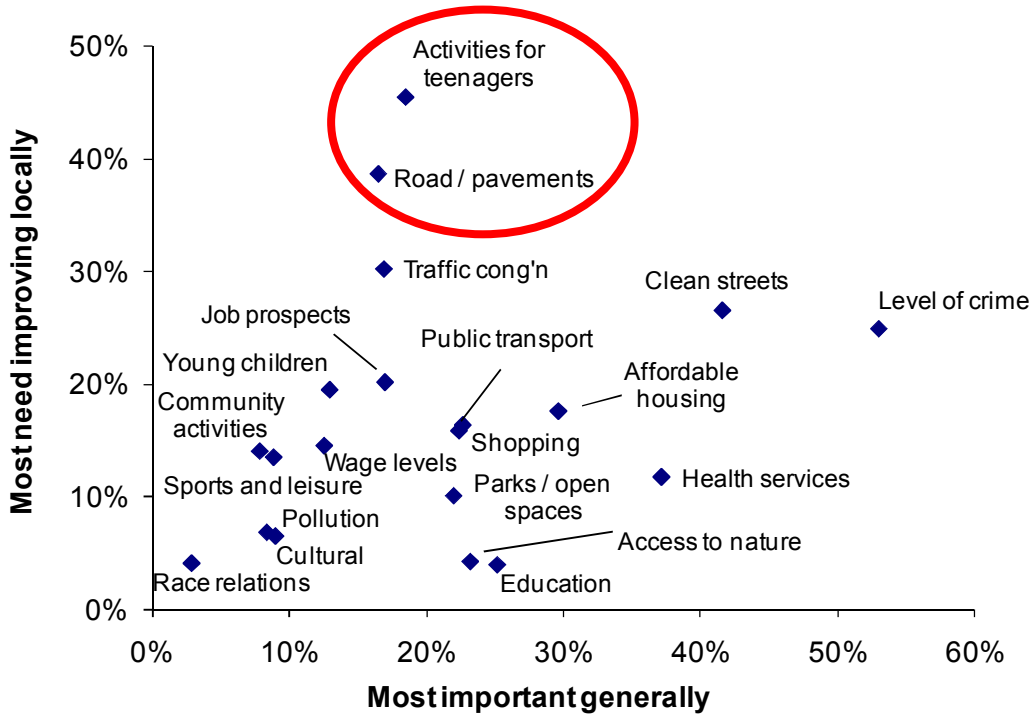 50%
Activities for
teenagers
40%
Road / pavements
30%
Traffic cong'n
Clean streets
Level of crime
Job prospects
Public transport
Young children
20%
Affordable
housing
Community
activities
Shopping
Wage levels
Health services
Sports and leisure
Parks / open
spaces
10%
Pollution
Access to nature
Cultural
Race relations
Education
0%
0% 10% 20% 30% 40% 50% 60%
Most need improving locally
Most important generally